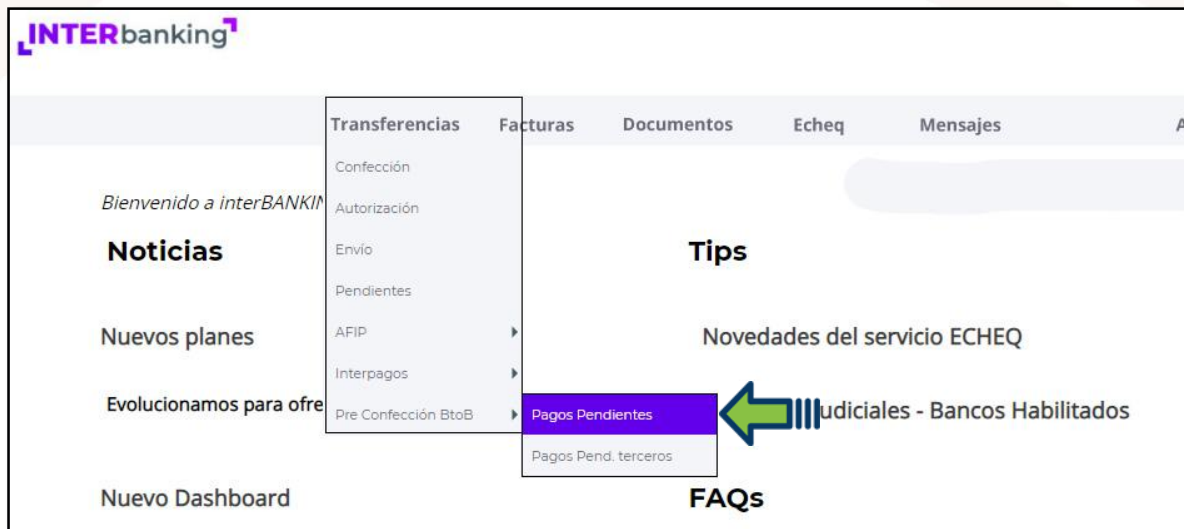 INTERbanking
Transferencias Facturas Documentos Echeq Mensajes A
Confección
Bienvenido a interBANKIN
Autorización
Noticias
Envío
Tips
Pendientes
Nuevos planes
AFIP
Novedades del servicio ECHEQ
Interpagos
Evolucionamos para ofre
Pre Confección BtoB
Pagos Pendientes
udiciales - Bancos Habilitados
Pagos Pend. terceros
Nuevo Dashboard
FAQs